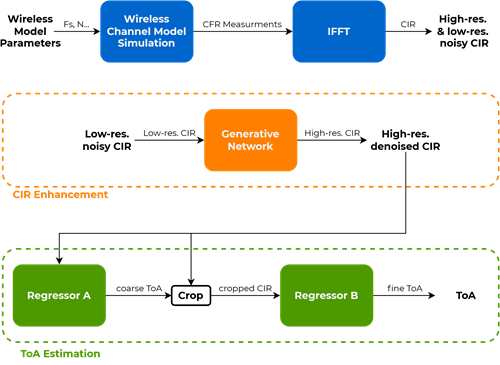 Wireless
Model
Parameters
Fs, N...
Wireless
Channel Model
Simulation
CFR Measurments
IFFT
CIR
High-res.
& low-res.
noisy CIR
Low-res.
noisy CIR
Low-res. CIR
Generative
Network
High-res. CIR
High-res.
denoised CIR
CIR Enhancement
Regressor A
coarse ToA
Crop
cropped CIR
Regressor B
fine ToA
ToA
ToA Estimation